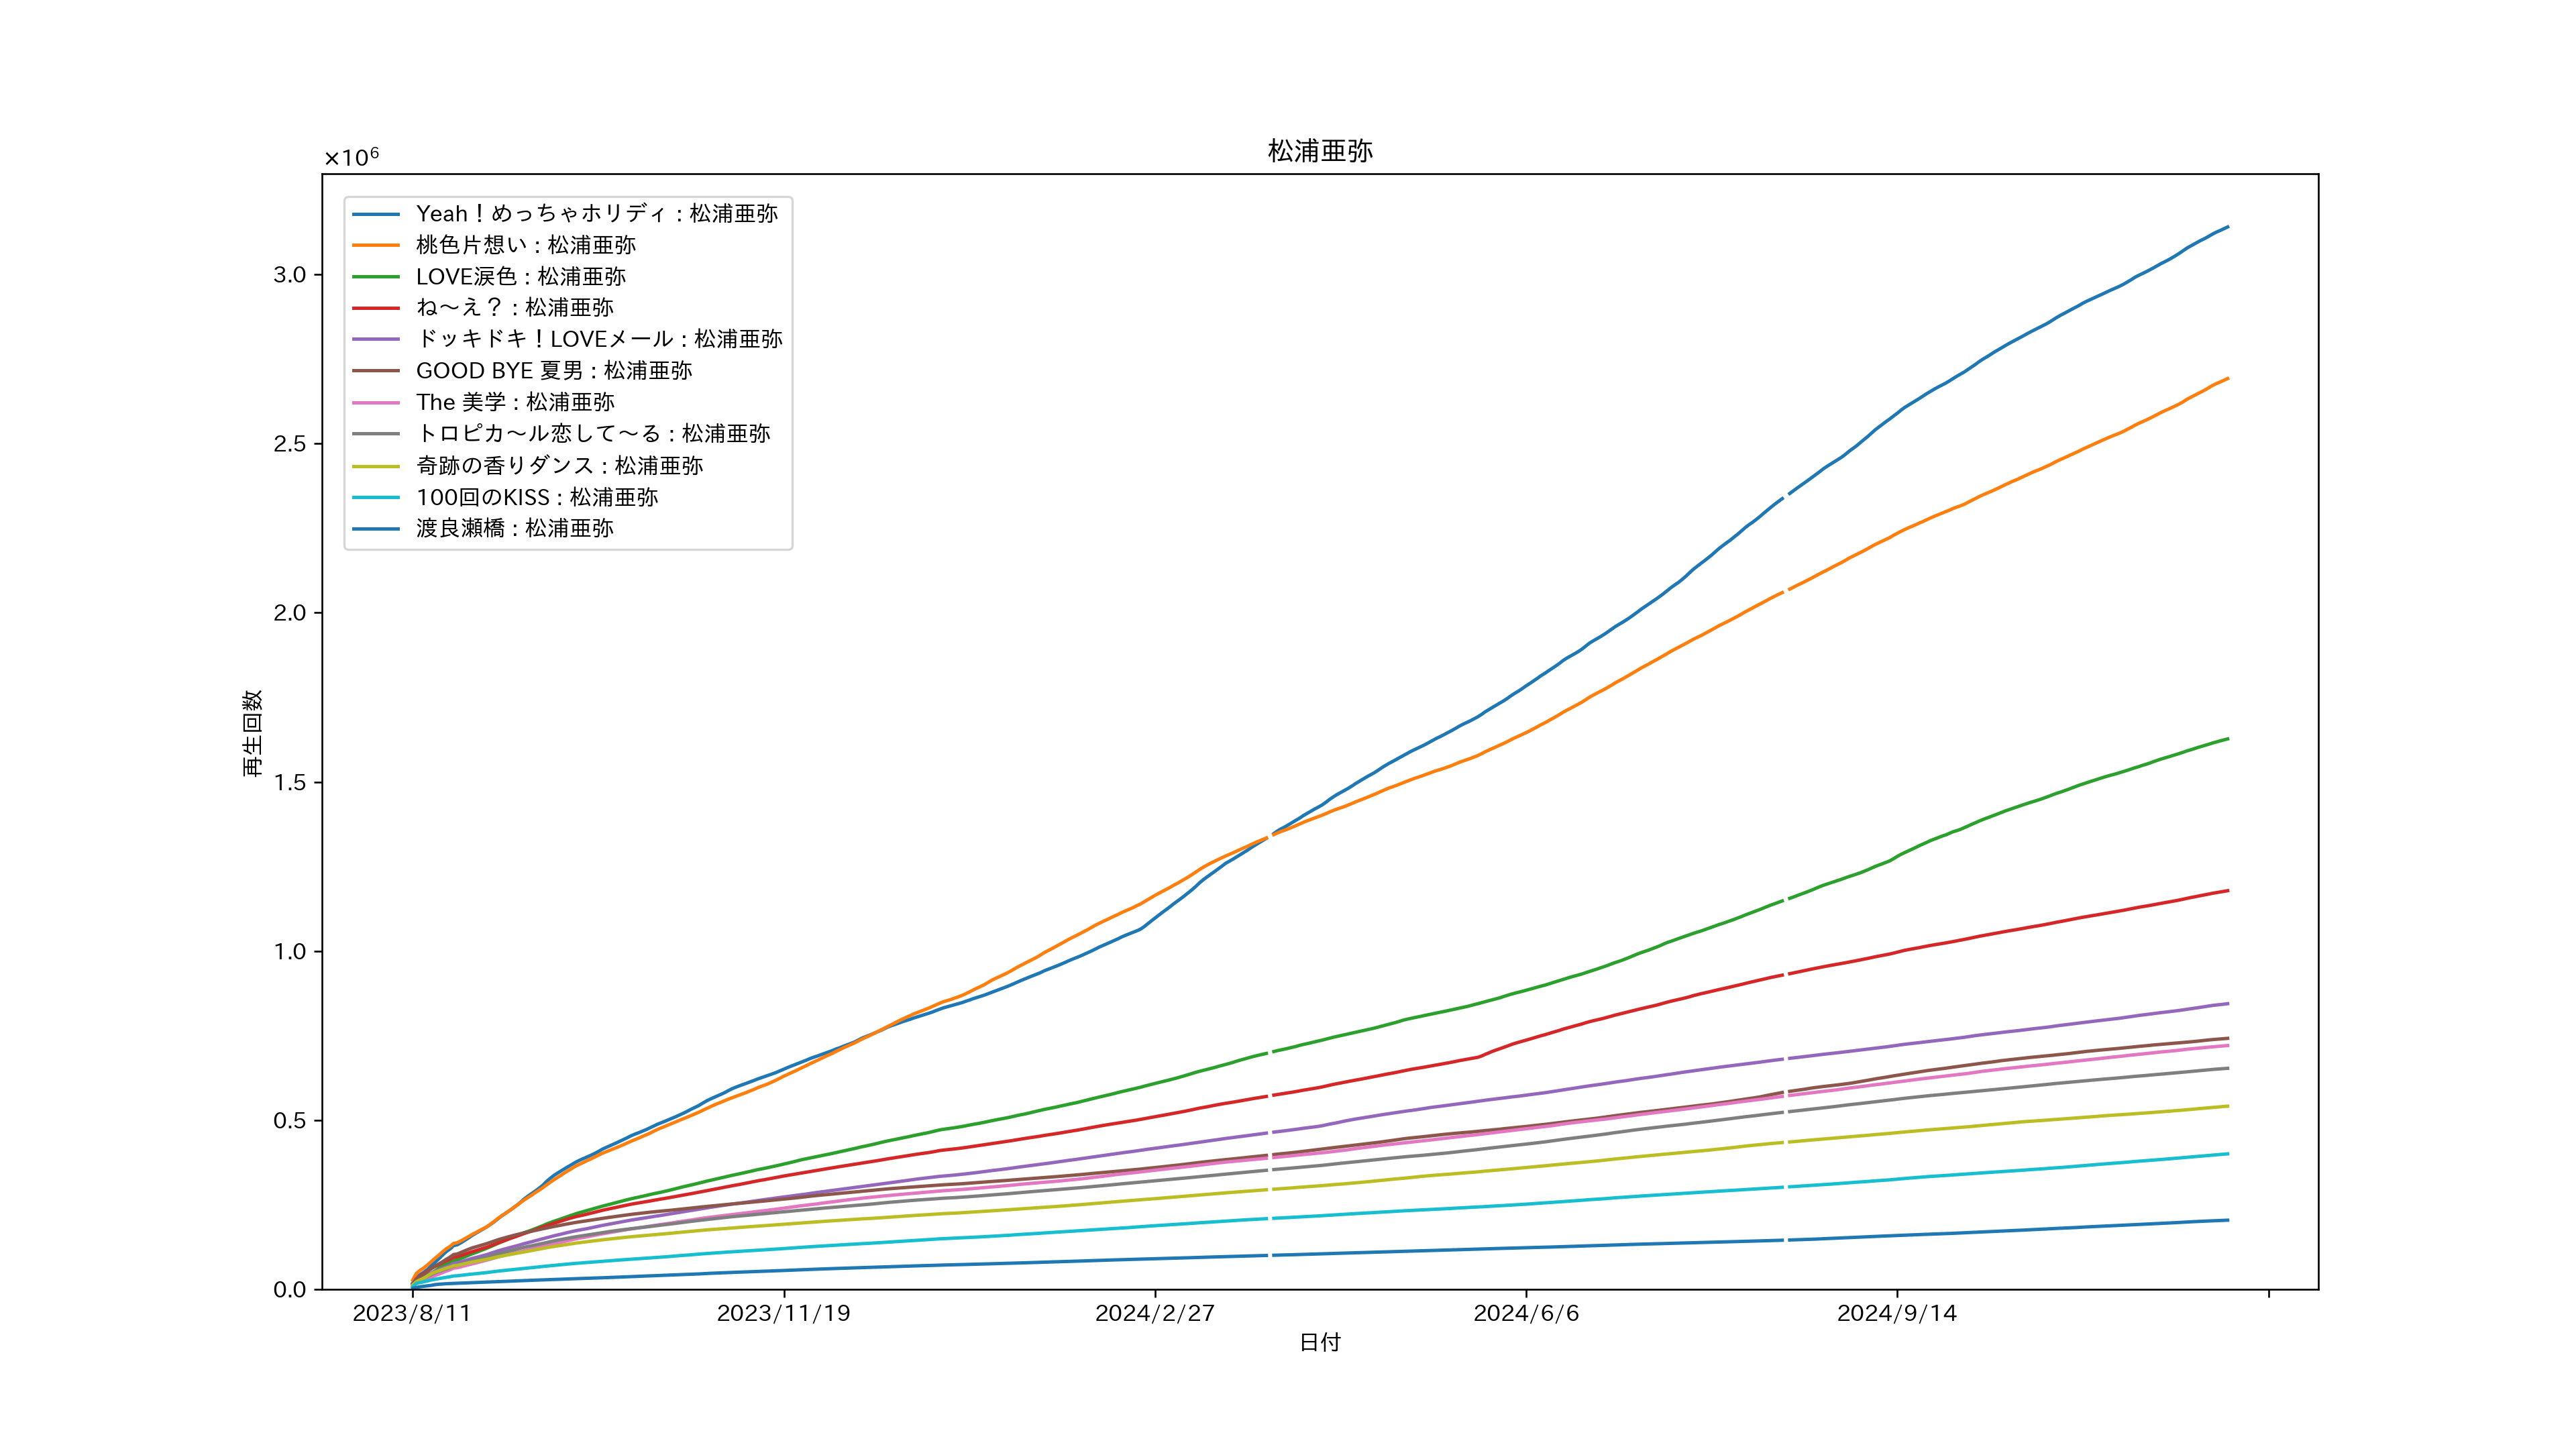 松浦亜弥
×10⁶
Yeah！めっちゃホリディ : 松浦亜弥
桃色片想い : 松浦亜弥
LOVE涙色 : 松浦亜弥
ね～え？ : 松浦亜弥
ドッキドキ！LOVEメール : 松浦亜弥
GOOD BYE 夏男 : 松浦亜弥
The 美学 : 松浦亜弥
トロピカ～ル恋して～る : 松浦亜弥
奇跡の香りダンス : 松浦亜弥
100回のKISS : 松浦亜弥
渡良瀬橋 : 松浦亜弥
3.0
2.5
2.0
1.5
1.0
0.5
0.0
再生回数
2023/8/11
2023/11/19
2024/2/27
2024/6/6
2024/9/14
日付